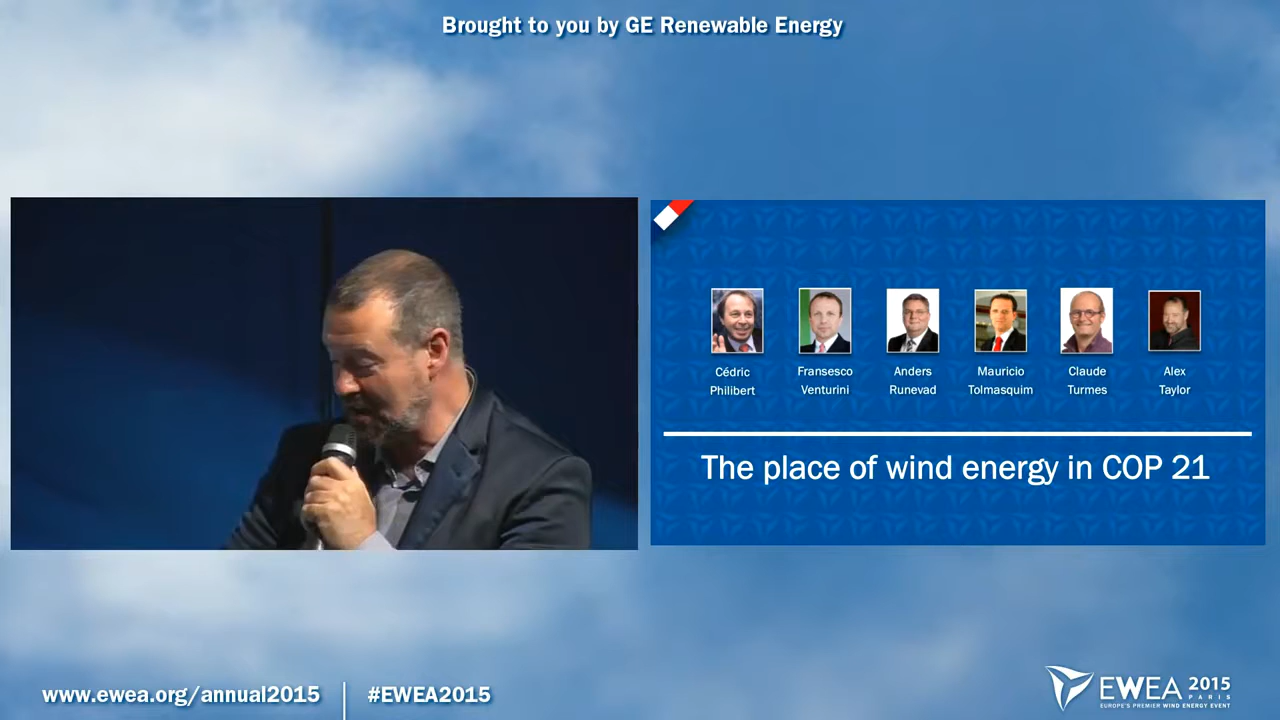 Brought to you by GE Renewable Energy
Cédric
Philibert
Fransesco
Venturini
Anders
Runevad
Mauricio
Tolmasquim
Claude
Turmes
Alex
Taylor
The place of wind energy in COP 21
www.ewea.org/annual2015
#EWEA2015
EWEA 2015
PARIS
EUROPE'S PREMIER WIND ENERGY EVENT